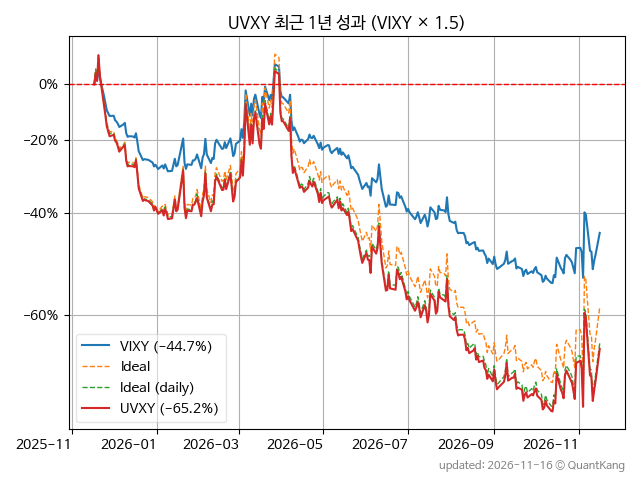 UVXY 최근 1년 성과 (VIXY × 1.5)
0%
−20%
−40%
−60%
VIXY (−44.7%)
Ideal
Ideal (daily)
UVXY (−65.2%)
2025-11
2026-01
2026-03
2026-05
2026-07
2026-09
2026-11
updated: 2026-11-16 © QuantKang